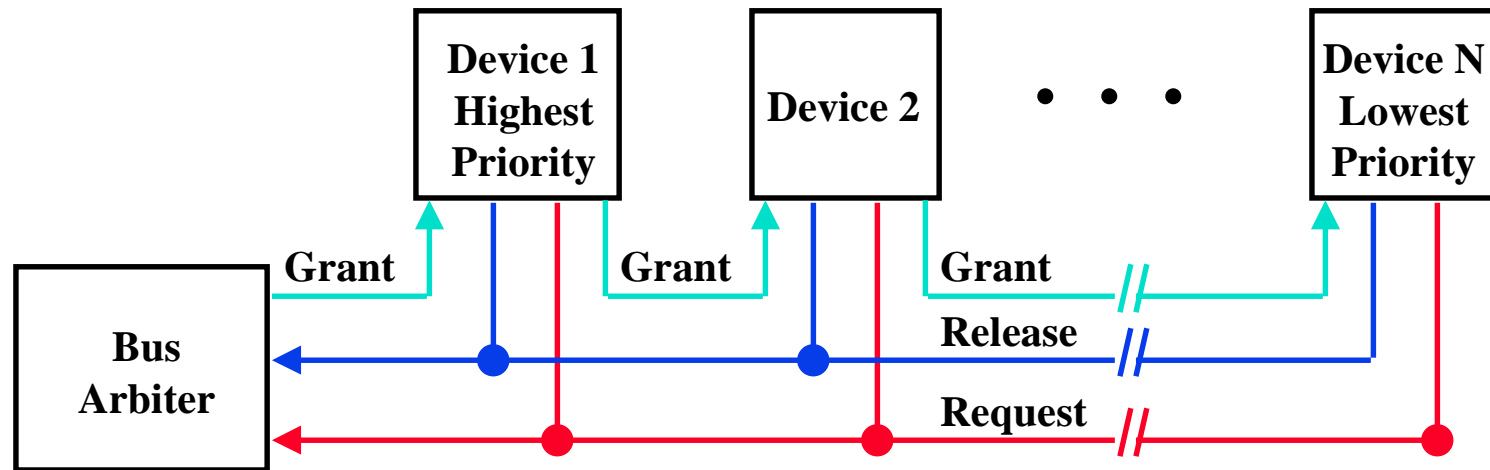 Device 1
Highest
Priority
Device 2
Device N
Lowest
Priority
Grant
Grant
Grant
Bus
Arbiter
Release
Request